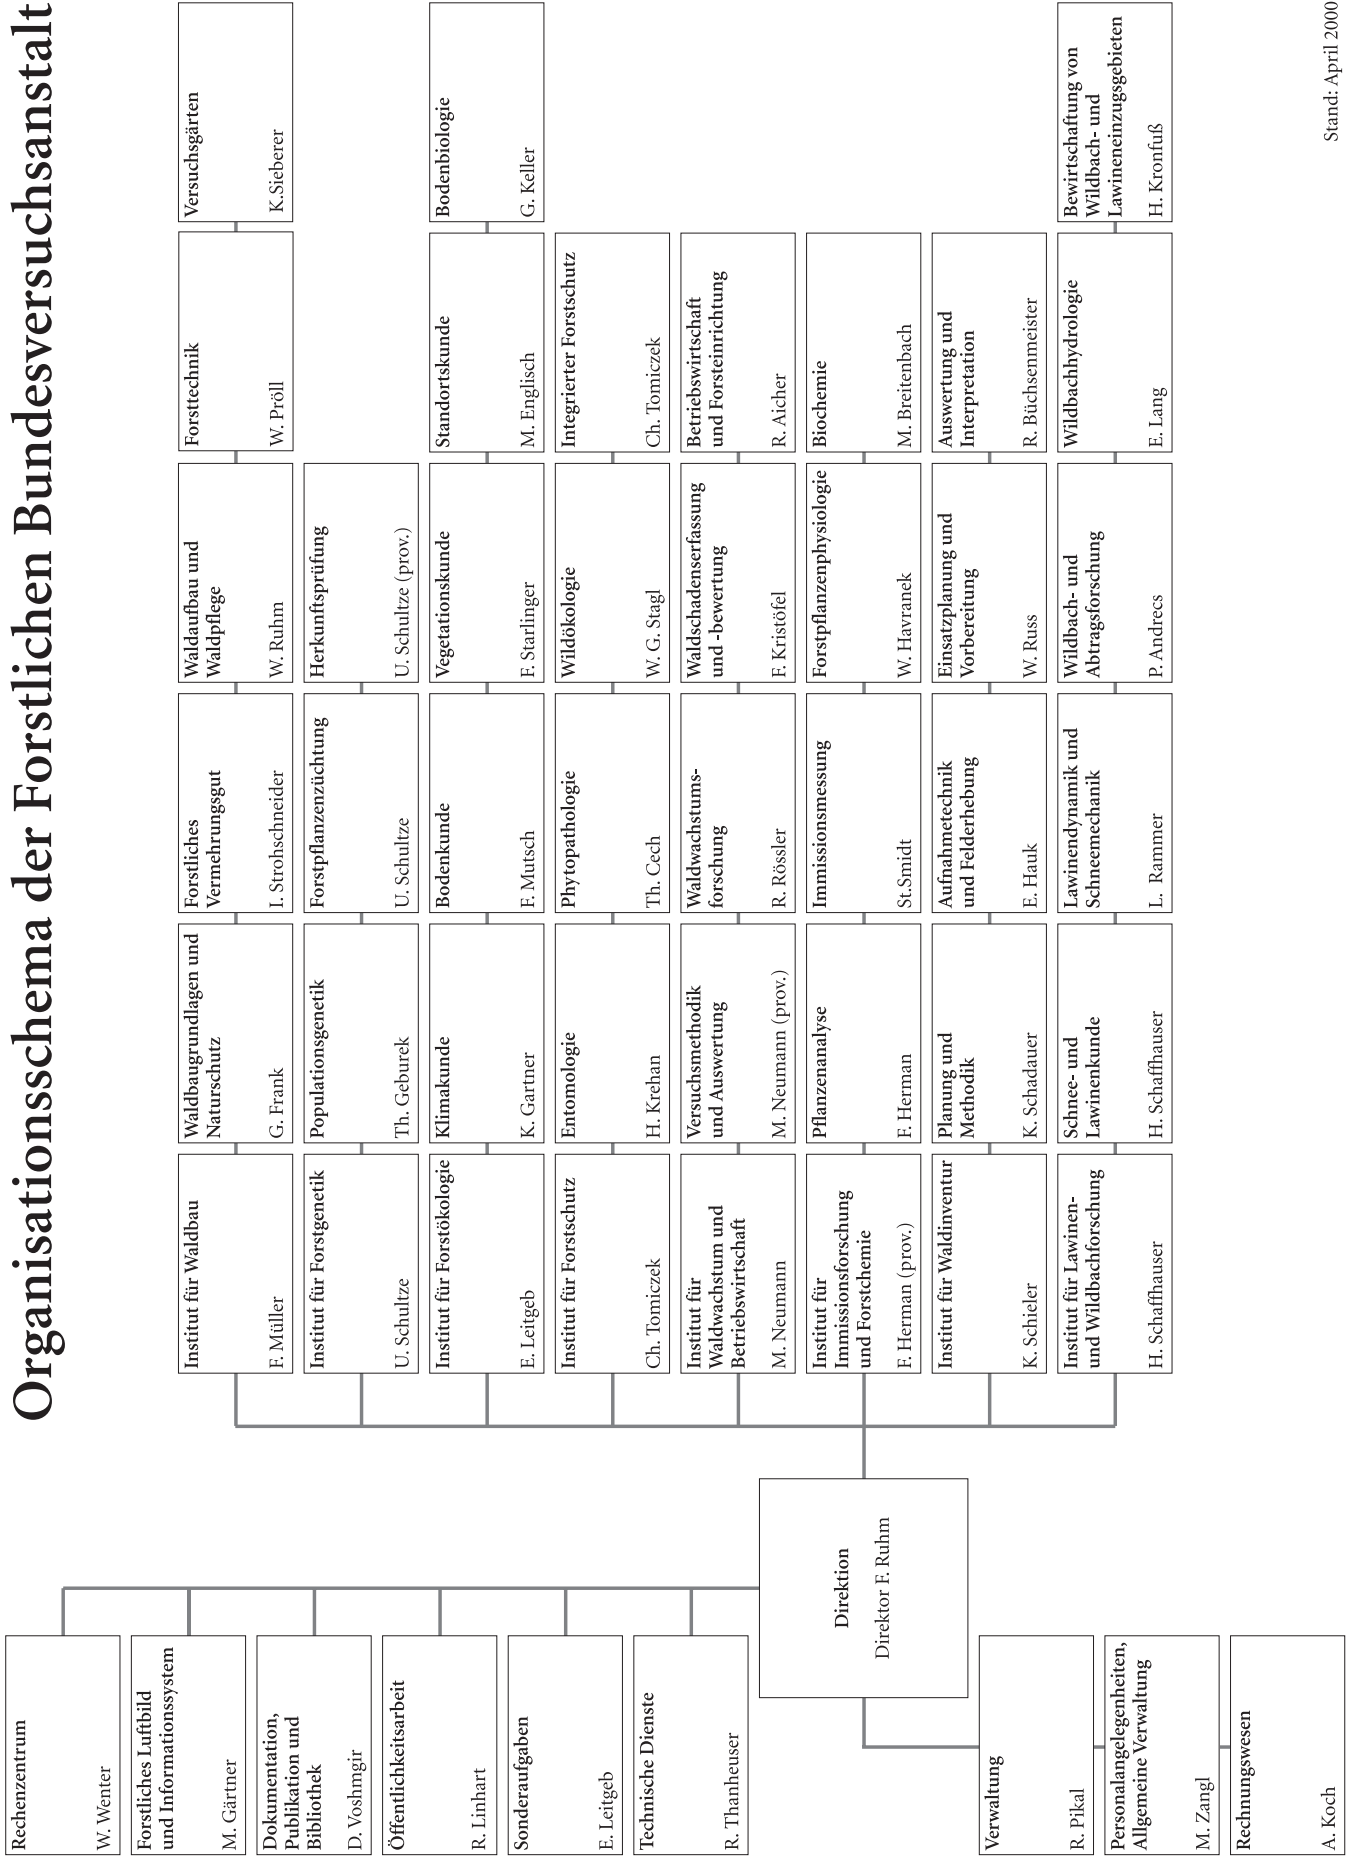 Organisationsschema der Forstlichen Bundesversuchsanstalt
Rechenzentrum
W. Wenter
Forstliches Luftbild
und Informationssystem
M. Gärtner
Dokumentation,
Publikation und
Bibliothek
D. Voshmgir
Öffentlichkeitsarbeit
R. Linhart
Sonderaufgaben
E. Leitgeb
Technische Dienste
R. Thanheuser
Direktion
Direktor F. Ruhm
Verwaltung
R. Pikal
Personalangelegenheiten,
Allgemeine Verwaltung
M. Zangl
Rechnungswesen
A. Koch
Institut für Waldbau
F. Müller
Waldbaugrundlagen und
Naturschutz
G. Frank
Forstliches
Vermehrungsgut
I. Strohschneider
Waldaufbau und
Waldpflege
W. Ruhm
Forsttechnik
W. Pröll
Versuchsgärten
K.Sieberer
Institut für Forstgenetik
U. Schultze
Populationsgenetik
Th. Geburek
Forstpflanzenzüchtung
U. Schultze
Herkunftsprüfung
U. Schultze (prov.)
Institut für Forstökologie
E. Leitgeb
Klimakunde
K. Gartner
Bodenkunde
F. Mutsch
Vegetationskunde
F. Starlinger
Standortskunde
M. Englisch
Bodenbiologie
G. Keller
Institut für Forstschutz
Ch. Tomiczek
Entomologie
H. Krehan
Phytopathologie
Th. Cech
Wildökologie
W. G. Stagl
Integrierter Forstschutz
Ch. Tomiczek
Institut für
Waldwachstum und
Betriebswirtschaft
M. Neumann
Versuchsmethodik
und Auswertung
M. Neumann (prov.)
Waldwachstums-
forschung
R. Rössler
Waldschadenserfassung
und -bewertung
F. Kristöfel
Betriebswirtschaft
und Forsteinrichtung
R. Aicher
Institut für
Immissionsforschung
und Forstchemie
F. Herman (prov.)
Pflanzenanalyse
F. Herman
Immissionsmessung
St.Smidt
Forstpflanzenphysiologie
W. Havranek
Biochemie
M. Breitenbach
Institut für Waldinventur
K. Schieler
Planung und
Methodik
K. Schadauer
Aufnahmetechnik
und Felderhebung
E. Hauk
Einsatzplanung und
Vorbereitung
W. Russ
Auswertung und
Interpretation
R. Büchsenmeister
Institut für Lawinen-
und Wildbachforschung
H. Schaffhauser
Schnee- und
Lawinenkunde
H. Schaffhauser
Lawinendynamik und
Schneemechanik
L. Rammer
Wildbach- und
Abtragsforschung
P. Andrecs
Wildbachhydrologie
E. Lang
Bewirtschaftung von
Wildbach- und
Lawineneinzugsgebieten
H. Kronfuß
Stand: April 2000